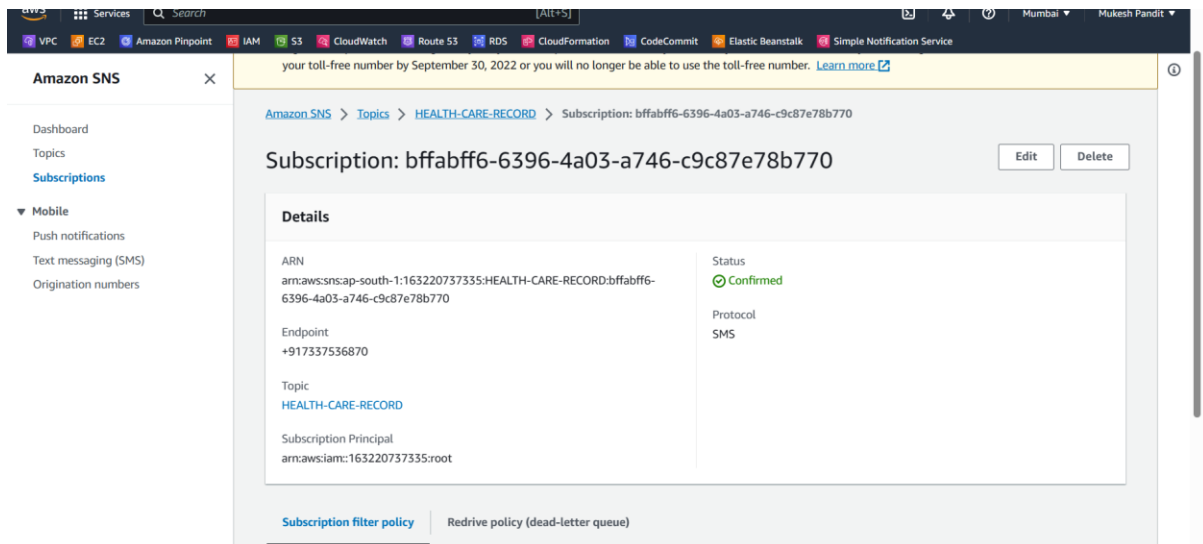 aws Services Search [Alt+S] Mumbai ▼ Mukesh Pandit ▼
VPC EC2 Amazon Pinpoint IAM S3 CloudWatch Route 53 RDS CloudFormation CodeCommit Elastic Beanstalk Simple Notification Service
your toll-free number by September 30, 2022 or you will no longer be able to use the toll-free number. Learn more
Amazon SNS
Dashboard
Topics
Subscriptions
▼ Mobile
Push notifications
Text messaging (SMS)
Origination numbers
Amazon SNS > Topics > HEALTH-CARE-RECORD > Subscription: bffabff6-6396-4a03-a746-c9c87e78b770
Subscription: bffabff6-6396-4a03-a746-c9c87e78b770
Edit Delete
Details
ARN
arn:aws:sns:ap-south-1:163220737335:HEALTH-CARE-RECORD:bffabff6-
6396-4a03-a746-c9c87e78b770
Endpoint
+917337536870
Topic
HEALTH-CARE-RECORD
Subscription Principal
arn:aws:iam::163220737335:root
Status
Confirmed
Protocol
SMS
Subscription filter policy Redrive policy (dead-letter queue)